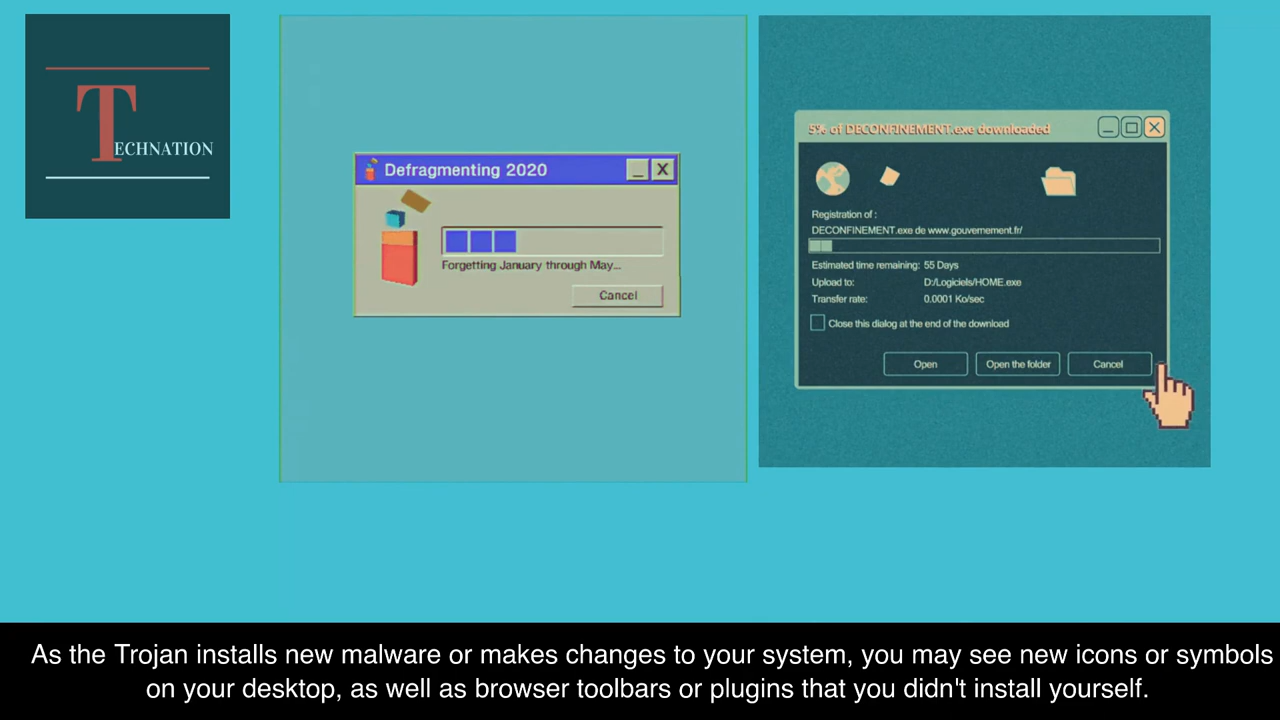 TECHNATION
Defragmenting 2020
Forgetting January through May...
Cancel
5% of DECONFINEMENT.exe downloaded
Registration of :
DECONFINEMENT.exe de www.gouvernement.fr/
Estimated time remaining: 55 Days
Upload to: D:/Logiciels/HOME.exe
Transfer rate: 0.0001 Ko/sec
Close this dialog at the end of the download
Open Open the folder Cancel
As the Trojan installs new malware or makes changes to your system, you may see new icons or symbols
on your desktop, as well as browser toolbars or plugins that you didn't install yourself.